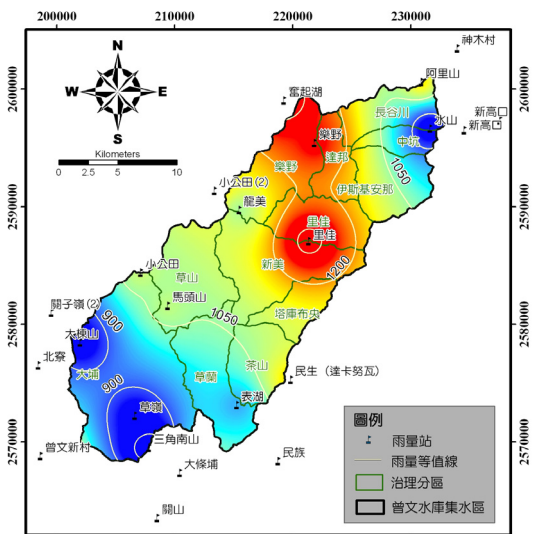 200000 210000 220000 230000
神木村
阿里山
2600000 2600000
N
W E
S
奮起湖
長谷川
新高口
水山
新高口
樂野
中坑
達邦
Kilometers
0 2.5 5 10
樂野
1050
小公田(2)
伊斯基安那
龍美
2590000 2590000
里佳
里佳
新美
1200
小公田
草山
關子嶺(2)
馬頭山
塔庫布央
900
1050
2580000 2580000
大棟山
北寮
茶山
大埔
草蘭
民生（達卡努瓦）
900
表湖
草嶺
圖例
雨量站
三角南山
雨量等值線
2570000 2570000
曾文新村
大條埔
民族
治理分區
曾文水庫集水區
關山
200000 210000 220000 230000